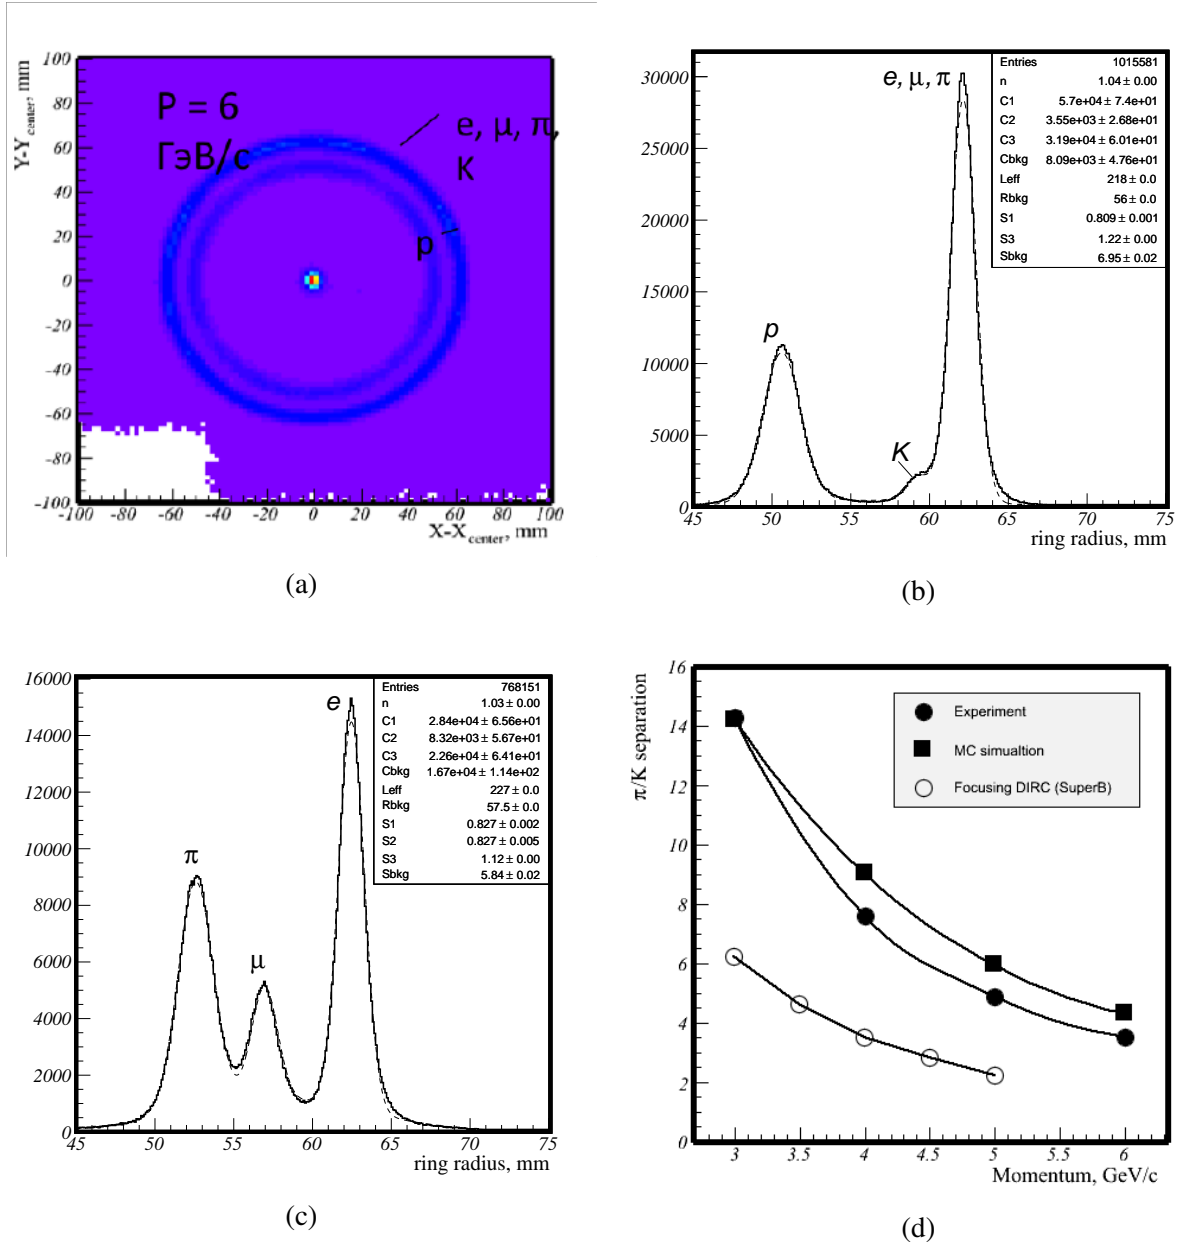 100
80
60
40
20
0
-20
-40
-60
-80
-100
Y-Y center, mm
P = 6
ГэВ/с
e, μ, π,
K
p
-100 -80 -60 -40 -20 0 20 40 60 80 100
X-X center, mm
(a)
30000
25000
20000
15000
10000
5000
0
e, μ, π
p
K
Entries 1015581
n 1.04 ± 0.00
C1 5.7e+04 ± 7.4e+01
C2 3.55e+03 ± 2.68e+01
C3 3.19e+04 ± 6.01e+01
Cbkg 8.09e+03 ± 4.76e+01
Leff 218 ± 0.0
Rbkg 56 ± 0.0
S1 0.809 ± 0.001
S3 1.22 ± 0.00
Sbkg 6.95 ± 0.02
45 50 55 60 65 70 75
ring radius, mm
(b)
16000
14000
12000
10000
8000
6000
4000
2000
0
e
π
μ
Entries 768151
n 1.03 ± 0.00
C1 2.84e+04 ± 6.56e+01
C2 8.32e+03 ± 5.67e+01
C3 2.26e+04 ± 6.41e+01
Cbkg 1.67e+04 ± 1.14e+02
Leff 227 ± 0.0
Rbkg 57.5 ± 0.0
S1 0.827 ± 0.002
S2 0.827 ± 0.005
S3 1.12 ± 0.00
Sbkg 5.84 ± 0.02
45 50 55 60 65 70 75
ring radius, mm
(c)
16
14
12
10
8
6
4
2
0
π/K separation
Experiment
MC simualtion
Focusing DIRC (SuperB)
3 3.5 4 4.5 5 5.5 6
Momentum, GeV/c
(d)